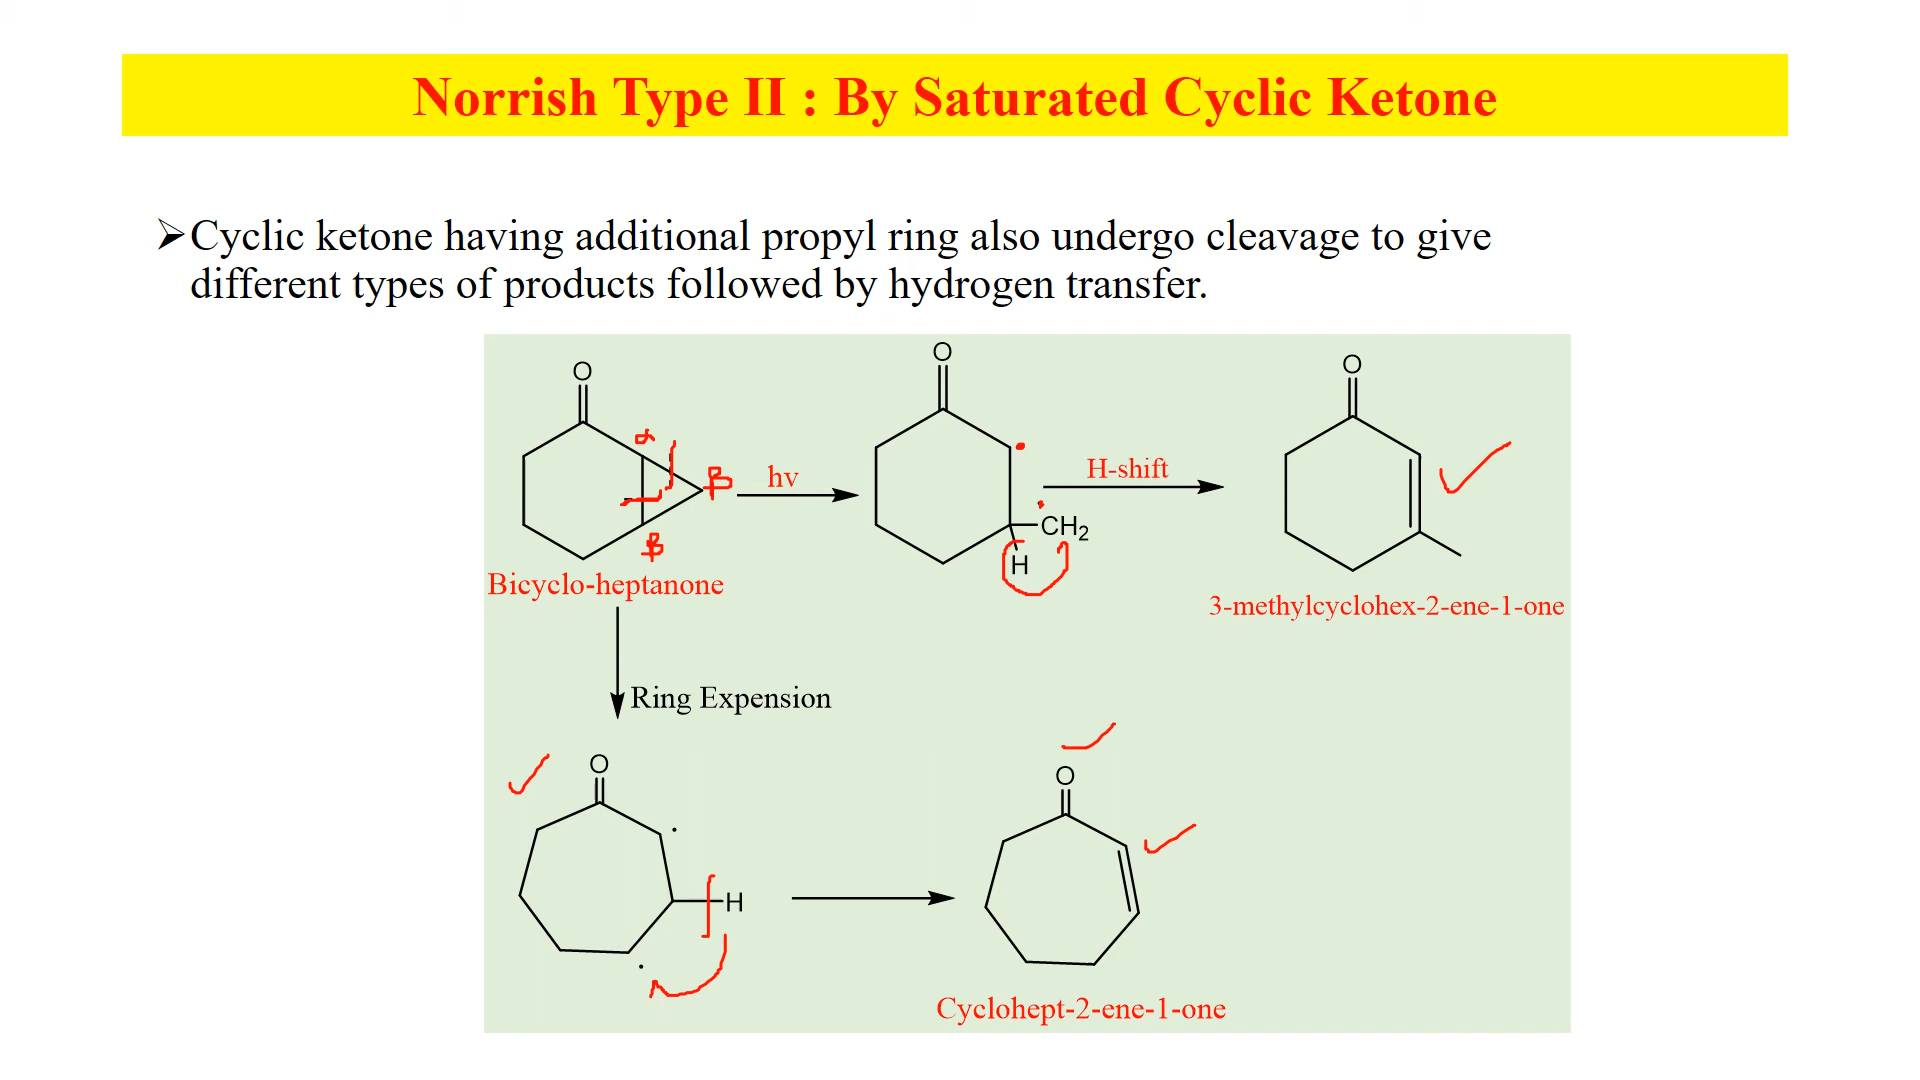 Norrish Type II : By Saturated Cyclic Ketone
➢Cyclic ketone having additional propyl ring also undergo cleavage to give
different types of products followed by hydrogen transfer.
O
α
β
β
Bicyclo-heptanone
hv
O
CH2
H
H-shift
O
3-methylcyclohex-2-ene-1-one
Ring Expension
O
H
O
Cyclohept-2-ene-1-one